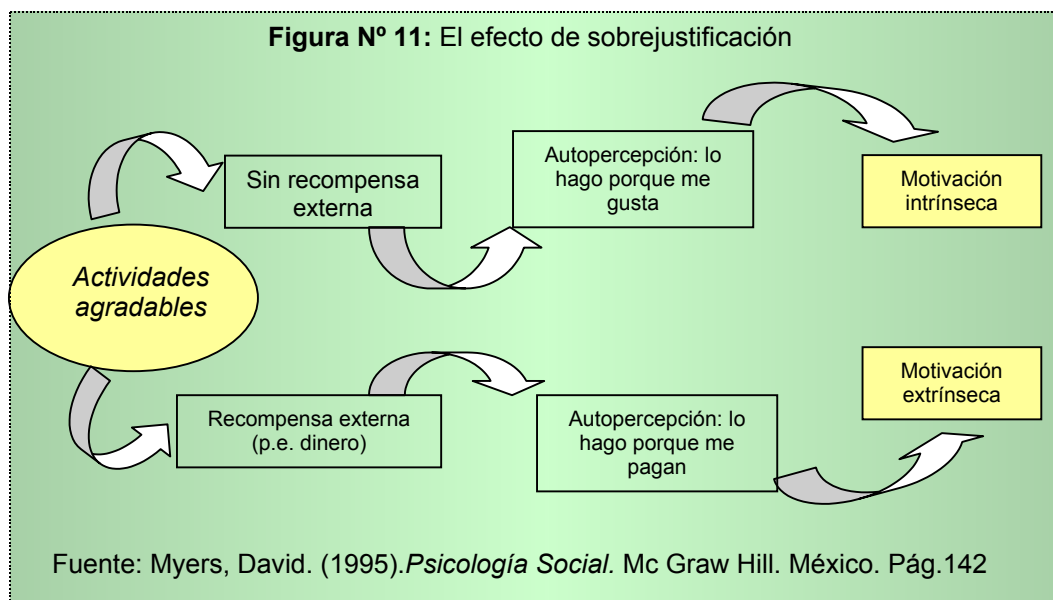 Figura Nº 11: El efecto de sobrejustificación
Sin recompensa
externa
Autopercepción: lo
hago porque me
gusta
Motivación
intrínseca
Actividades
agradables
Recompensa externa
(p.e. dinero)
Autopercepción: lo
hago porque me
pagan
Motivación
extrínseca
Fuente: Myers, David. (1995).Psicología Social. Mc Graw Hill. México. Pág.142